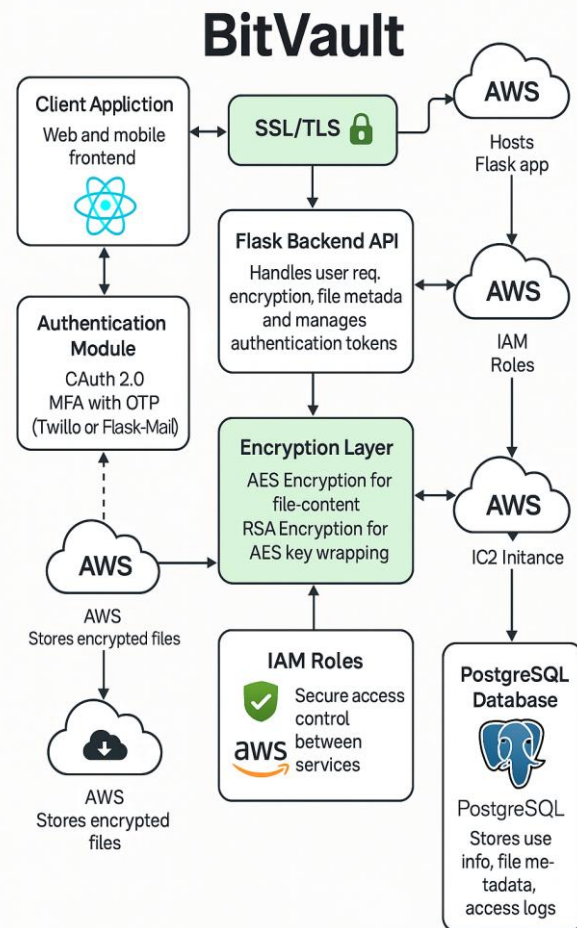 BitVault
Client Appliction
Web and mobile
frontend
SSL/TLS
AWS
Hosts
Flask app
Flask Backend API
Handles user req.
encryption, file metada
and manages
authentication tokens
AWS
IAM
Roles
Authentication
Module
CAuth 2.0
MFA with OTP
(Twillo or Flask-Mail)
Encryption Layer
AES Encryption for
file-content
RSA Encryption for
AES key wrapping
AWS
IC2 Initance
AWS
AWS
Stores encrypted files
IAM Roles
Secure access
control
between
services
aws
AWS
Stores encrypted
files
PostgreSQL
Database
PostgreSQL
Stores use
info, file me-
tadata,
access logs